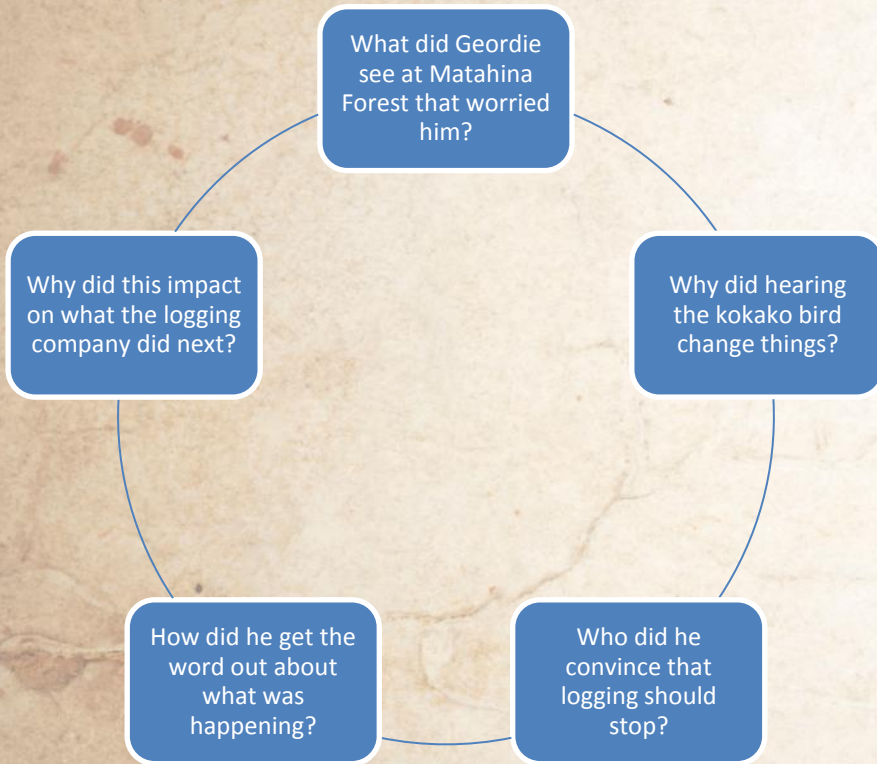 What did Geordie
see at Matahina
Forest that worried
him?
Why did hearing
the kokako bird
change things?
Who did he
convince that
logging should
stop?
How did he get the
word out about
what was
happening?
Why did this impact
on what the logging
company did next?